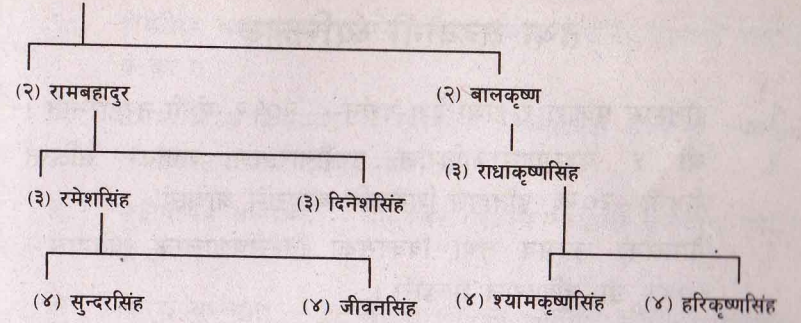 (२) रामबहादुर (२) बालकृष्ण
(३) राधाकृष्णसिंह
(३) रमेशसिंह (३) दिनेशसिंह
(४) सुन्दरसिंह (४) जीवनसिंह (४) श्यामकृष्णसिंह (४) हरिकृष्णसिंह